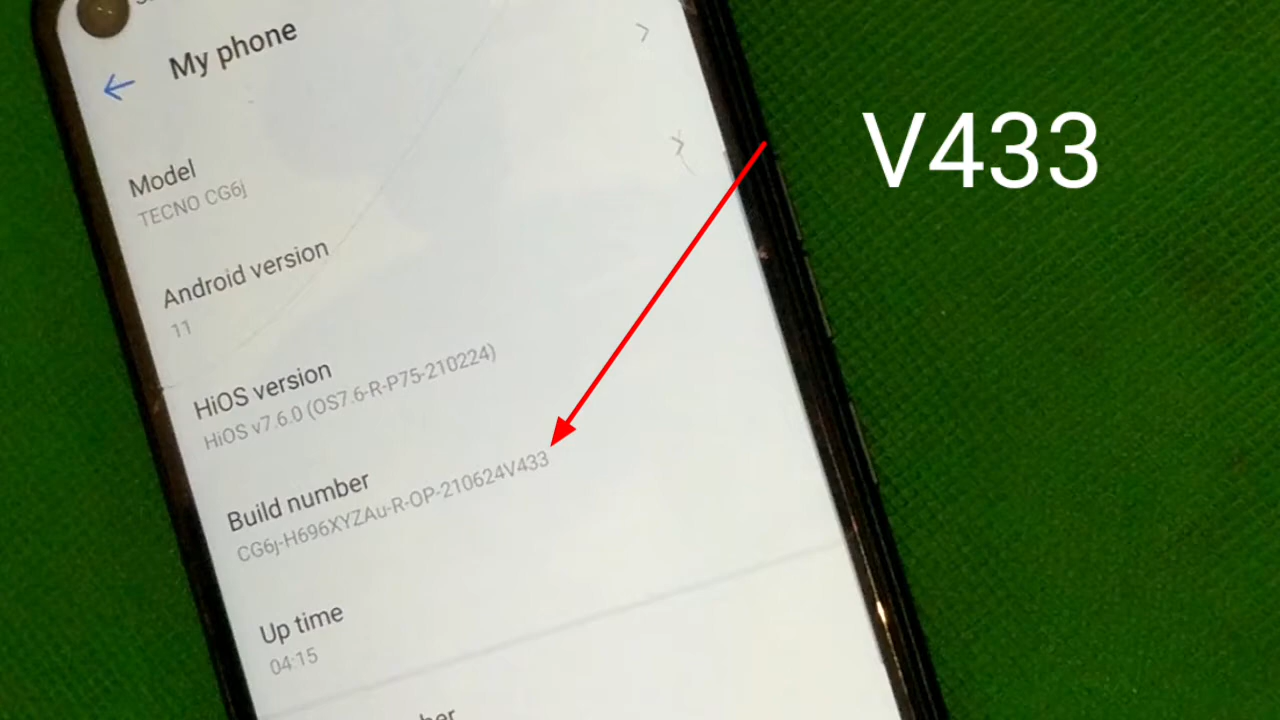 My phone
V433
Model
TECNO CG6j
Android version
11
HiOS version
HiOS v7.6.0 (OS7.6-R-P75-210224)
Build number
CG6j-H696XYZAu-R-OP-210624V433
Up time
04:15